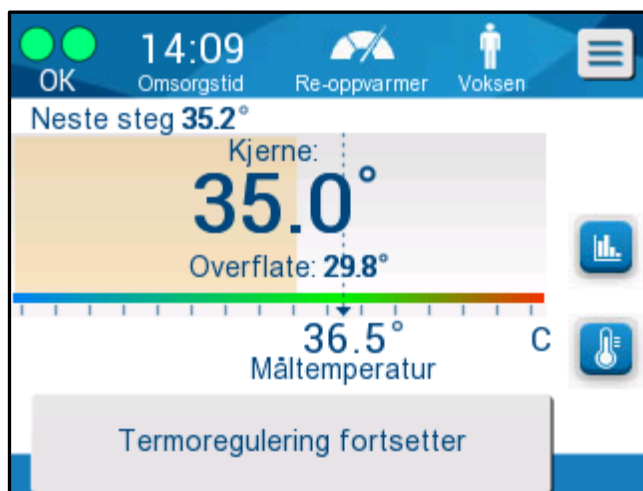 14:09
OK
Omsorgstid
Re-oppvarmer
Voksen
Neste steg 35.2°
Kjerne:
35.0°
Overflate: 29.8°
36.5° C
Måltemperatur
Termoregulering fortsetter